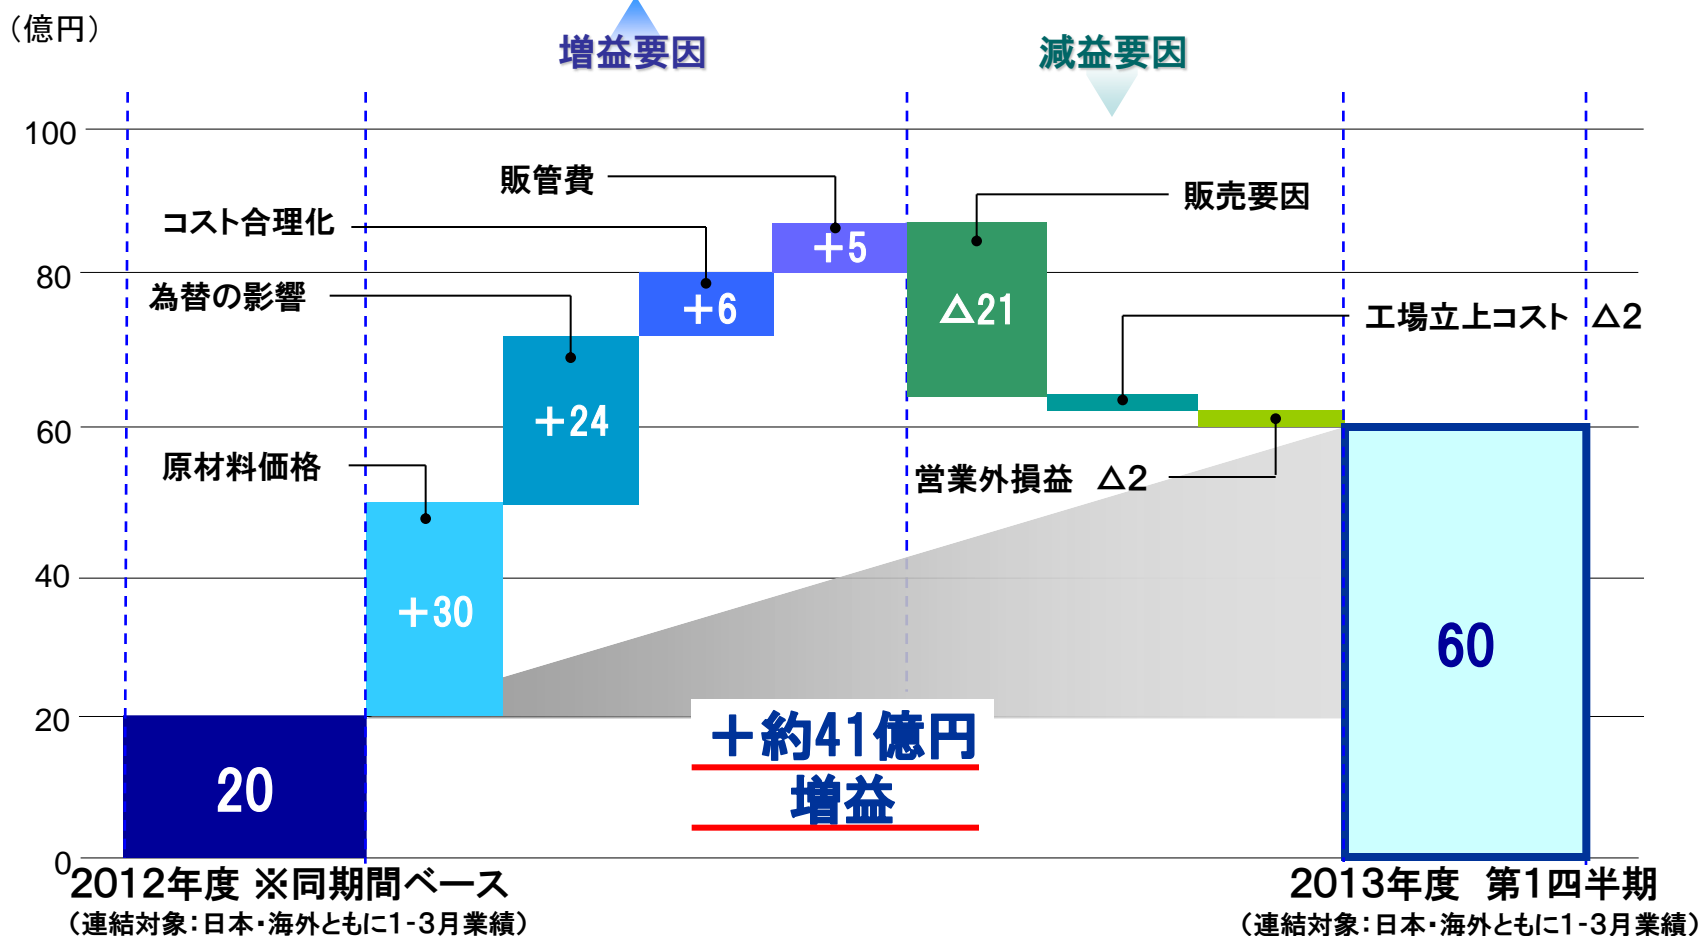 （億円）
増益要因
減益要因
100
80
60
40
20
0
販管費
コスト合理化
為替の影響
原材料価格
販売要因
工場立上コスト △2
営業外損益 △2
＋5
＋6
＋24
＋30
△21
20
60
＋約41億円
増益
2012年度 ※同期間ベース
（連結対象：日本・海外ともに1-3月業績）
2013年度 第1四半期
（連結対象：日本・海外ともに1-3月業績）